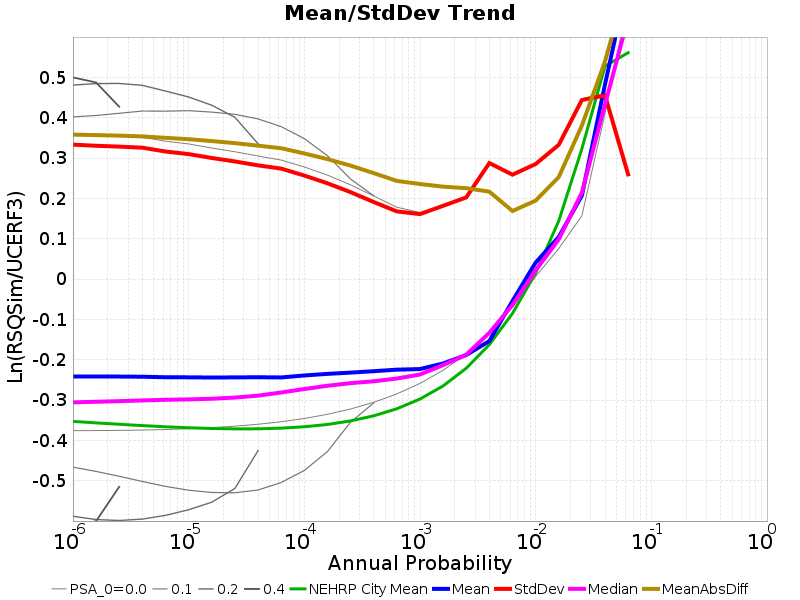 Mean/StdDev Trend
Ln(RSQSim/UCERF3)
0.5
0.4
0.3
0.2
0.1
0
-0.1
-0.2
-0.3
-0.4
-0.5
10^-6 10^-5 10^-4 10^-3 10^-2 10^-1 10^0
Annual Probability
PSA_0=0.0 0.1 0.2 0.4 NEHRP City Mean Mean StdDev Median MeanAbsDiff